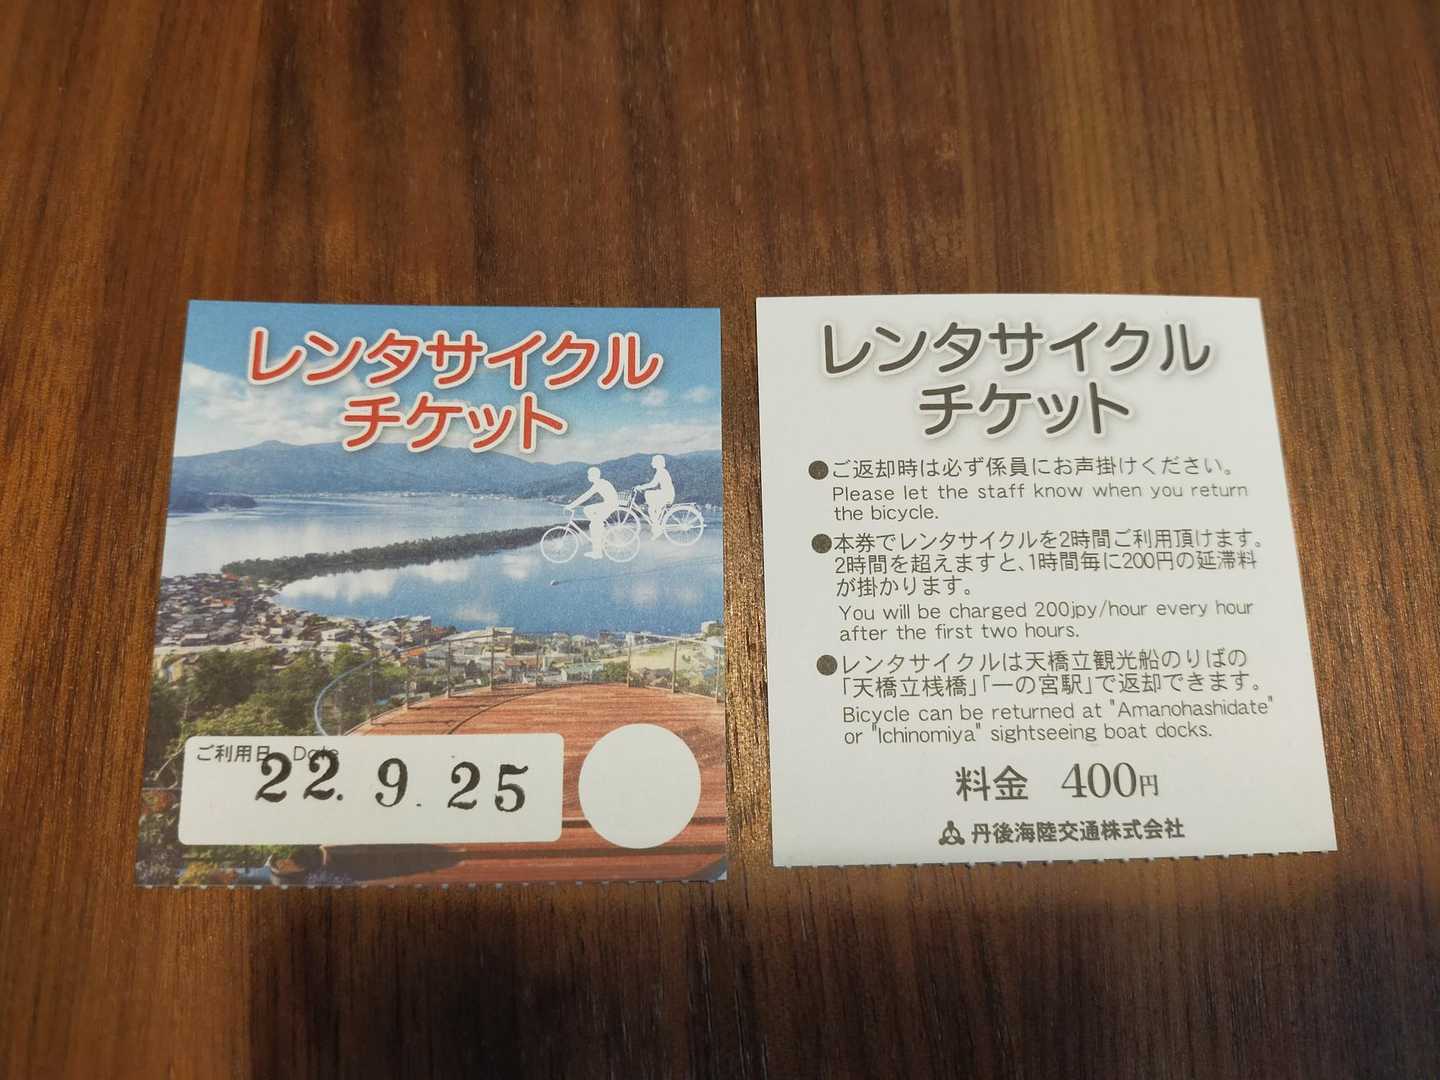 レンタサイクル
チケット
ご利用日 Date
22. 9. 25
レンタサイクル
チケット
●ご返却時は必ず係員にお声掛けください。
Please let the staff know when you return
the bicycle.
●本券でレンタサイクルを2時間ご利用頂けます。
2時間を超えますと、1時間毎に200円の延滞料
が掛かります。
You will be charged 200jpy/hour every hour
after the first two hours.
●レンタサイクルは天橋立観光船のりばの
「天橋立桟橋」「一の宮駅」で返却できます。
Bicycle can be returned at "Amanohashidate"
or "Ichinomiya" sightseeing boat docks.
料金 400円
丹後海陸交通株式会社